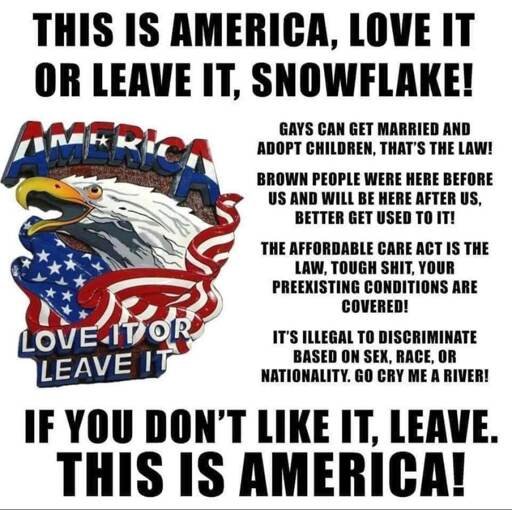 THIS IS AMERICA, LOVE IT
OR LEAVE IT, SNOWFLAKE!
AMERICA
LOVE IT OR
LEAVE IT
GAYS CAN GET MARRIED AND
ADOPT CHILDREN, THAT'S THE LAW!
BROWN PEOPLE WERE HERE BEFORE
US AND WILL BE HERE AFTER US,
BETTER GET USED TO IT!
THE AFFORDABLE CARE ACT IS THE
LAW, TOUGH SHIT, YOUR
PREEXISTING CONDITIONS ARE
COVERED!
IT'S ILLEGAL TO DISCRIMINATE
BASED ON SEX, RACE, OR
NATIONALITY. GO CRY ME A RIVER!
IF YOU DON'T LIKE IT, LEAVE.
THIS IS AMERICA!